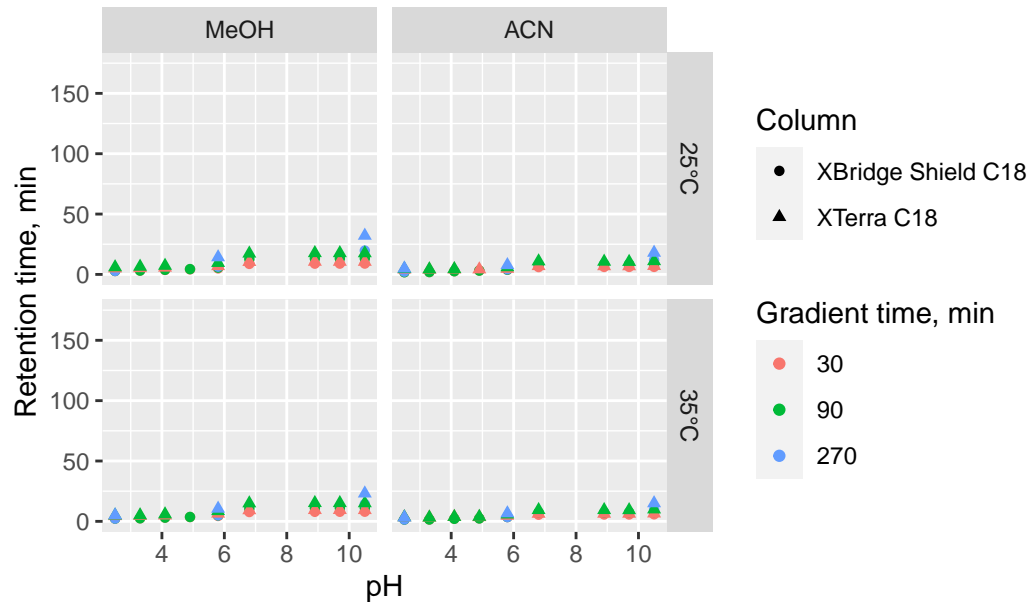 MeOH ACN
150
100
50
0
25°C
150
100
50
0
35°C
4 6 8 10 4 6 8 10
pH
Retention time, min
Column
XBridge Shield C18
XTerra C18
Gradient time, min
30
90
270